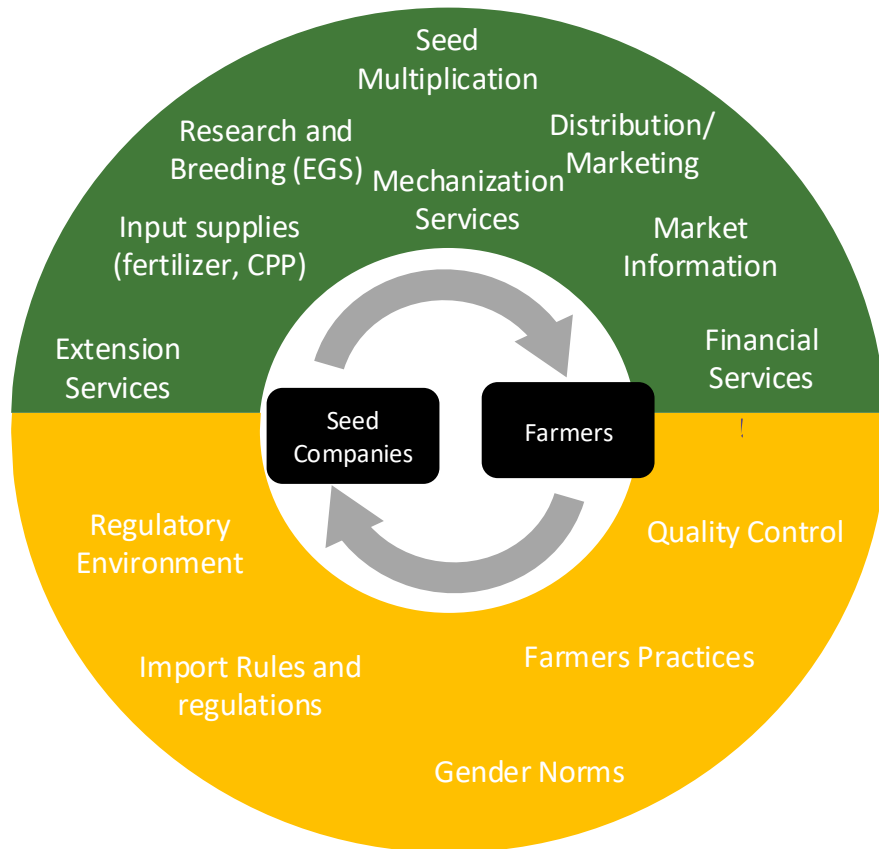 Seed
Multiplication
Research and
Breeding (EGS)
Distribution/
Marketing
Mechanization
Services
Input supplies
(fertilizer, CPP)
Market
Information
Extension
Services
Financial
Services
Seed
Companies
Farmers
!
Regulatory
Environment
Quality Control
Import Rules and
regulations
Farmers Practices
Gender Norms